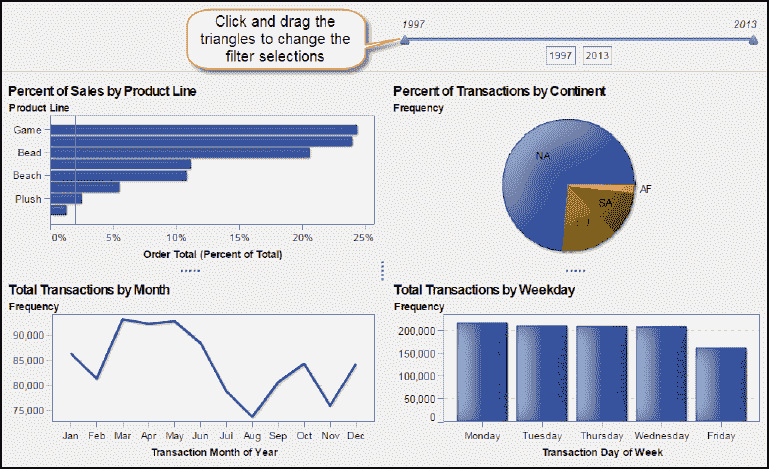 Click and drag the
triangles to change the
filter selections
1997
2013
1997
2013
Percent of Sales by Product Line
Product Line
Game
Bead
Beach
Plush
0%
5%
10%
15%
20%
25%
Order Total (Percent of Total)
Percent of Transactions by Continent
Frequency
NA
AF
SA
Total Transactions by Month
Frequency
90,000
85,000
80,000
75,000
Jan
Feb
Mar
Apr
May
Jun
Jul
Aug
Sep
Oct
Nov
Dec
Transaction Month of Year
Total Transactions by Weekday
Frequency
200,000
150,000
100,000
50,000
0
Monday
Tuesday
Thursday
Wednesday
Friday
Transaction Day of Week